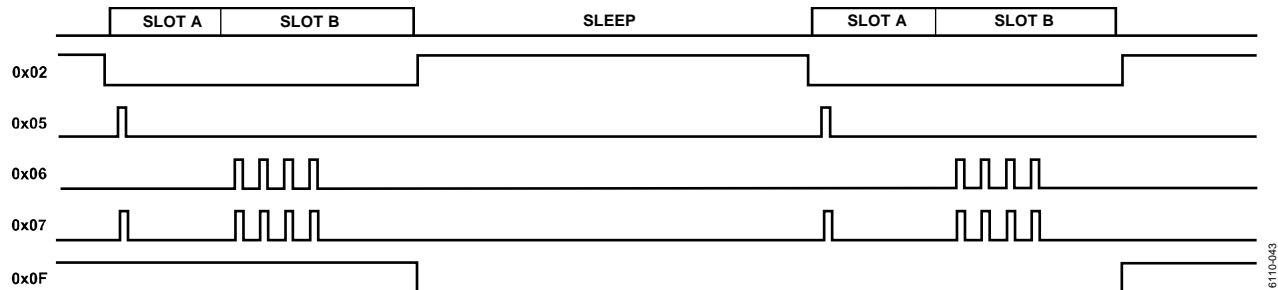 SLOT A SLOT B SLEEP SLOT A SLOT B
0x02
0x05
0x06
0x07
0x0F
6110-043